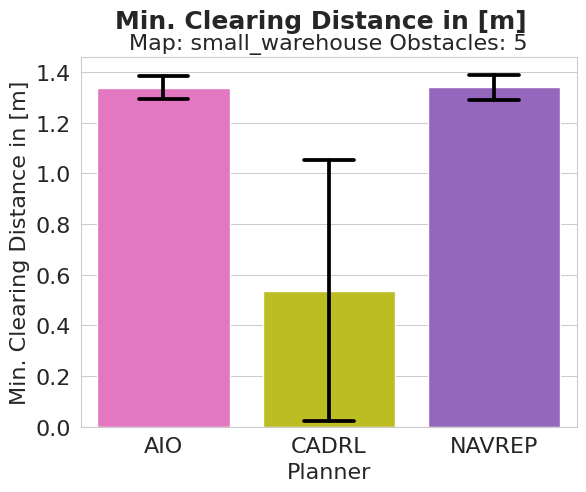 Min. Clearing Distance in [m]
Map: small_warehouse Obstacles: 5
Min. Clearing Distance in [m]
1.4
1.2
1.0
0.8
0.6
0.4
0.2
0.0
AIO CADRL NAVREP
Planner